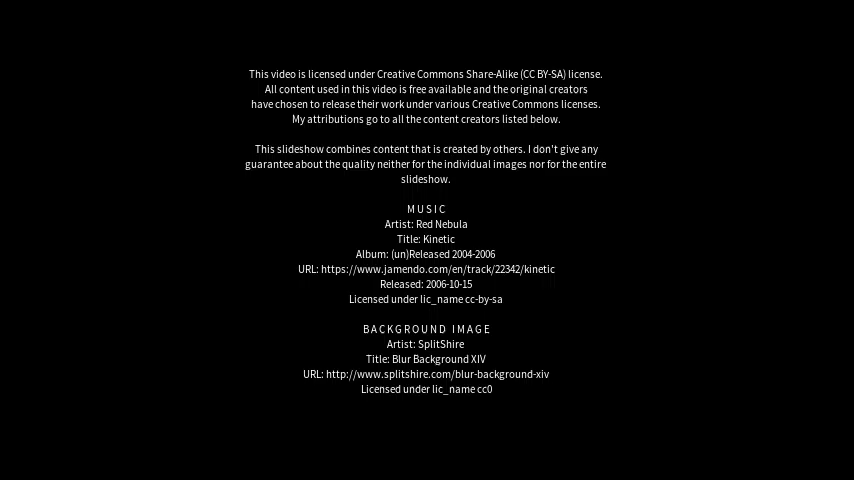 This video is licensed under Creative Commons Share-Alike (CC BY-SA) license.
All content used in this video is free available and the original creators
have chosen to release their work under various Creative Commons licenses.
My attributions go to all the content creators listed below.
This slideshow combines content that is created by others. I don't give any
guarantee about the quality neither for the individual images nor for the entire
slideshow.
MUSIC
Artist: Red Nebula
Title: Kinetic
Album: (un)Released 2004-2006
URL: https://www.jamendo.com/en/track/22342/kinetic
Released: 2006-10-15
Licensed under lic_name cc-by-sa
BACKGROUND IMAGE
Artist: SplitShire
Title: Blur Background XIV
URL: http://www.splitshire.com/blur-background-xiv
Licensed under lic_name cc0